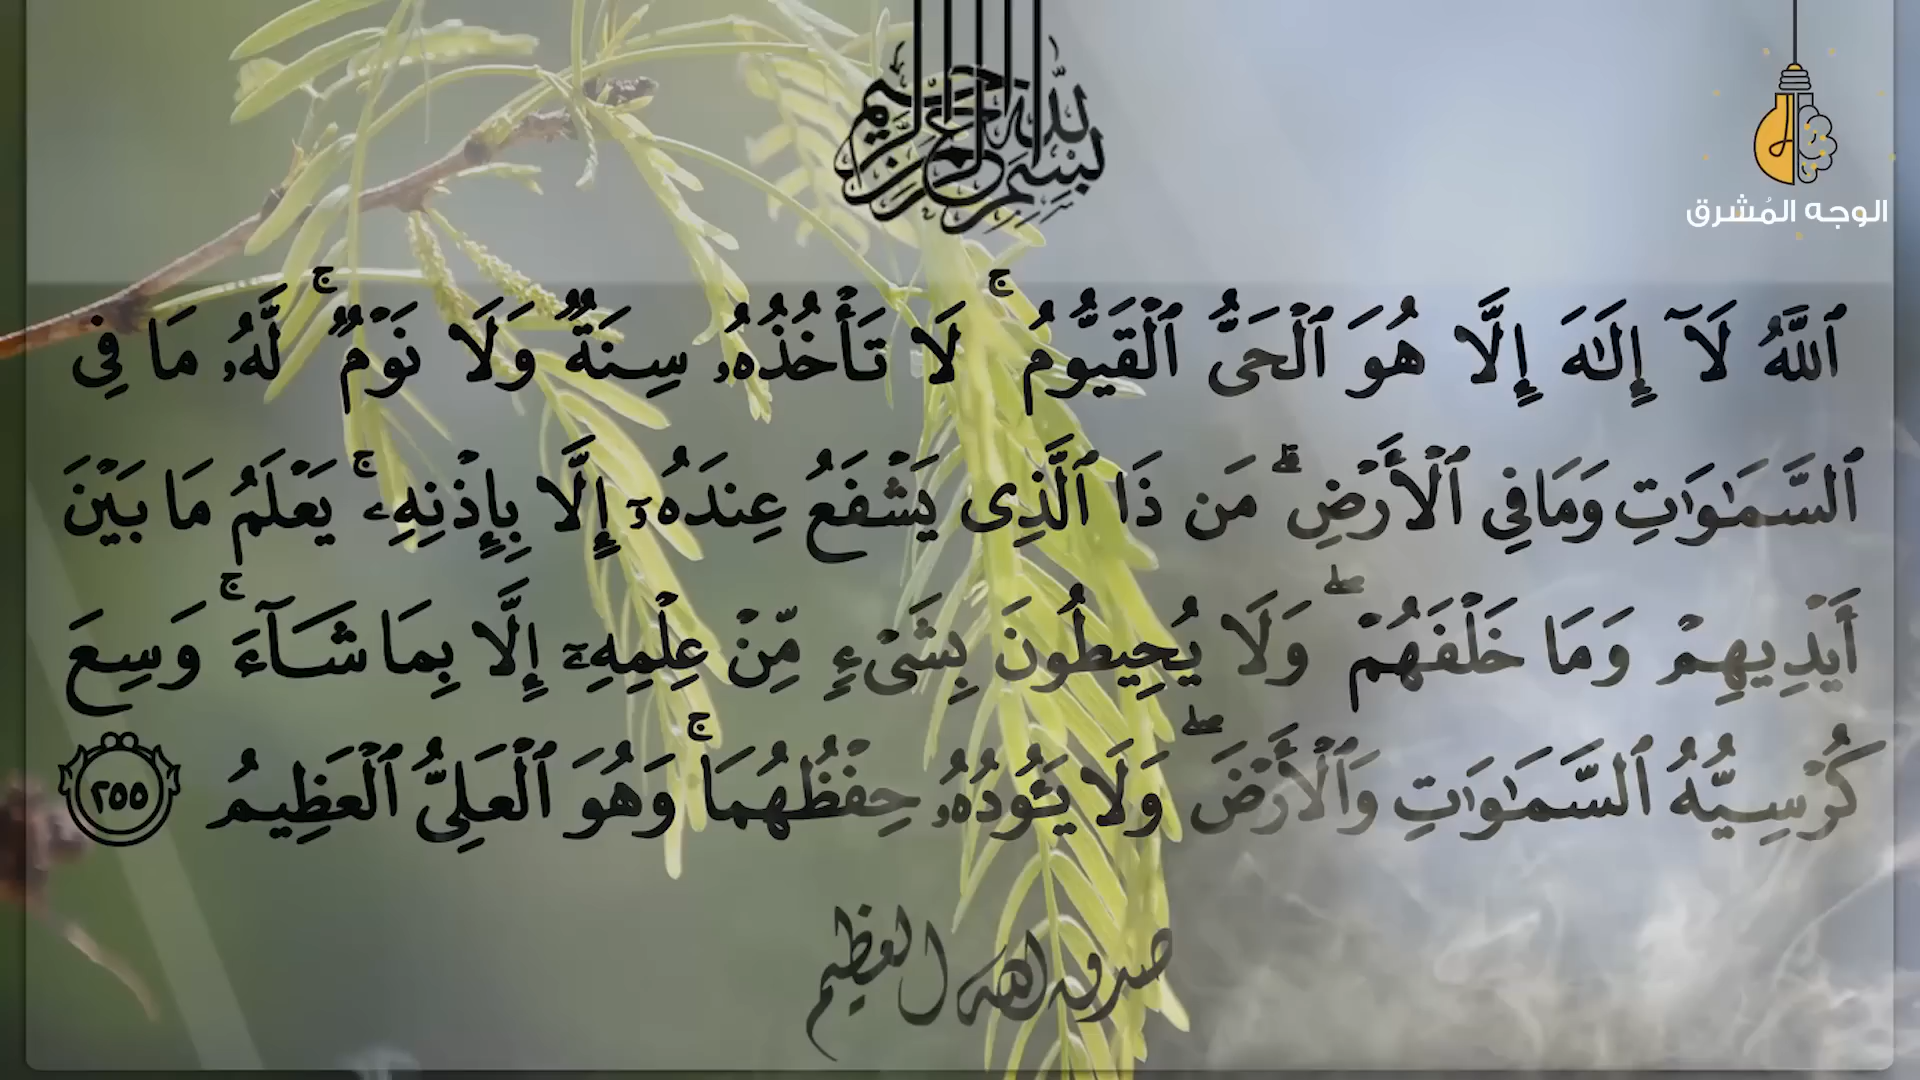 بسم الله الرحمن الرحيم
الوجه المُشرق
ٱللَّهُ لَآ إِلَٰهَ إِلَّا هُوَ ٱلْحَىُّ ٱلْقَيُّومُ ۚ لَا تَأْخُذُهُۥ سِنَةٌ وَلَا نَوْمٌ ۚ لَّهُۥ مَا فِى
ٱلسَّمَٰوَٰتِ وَمَا فِى ٱلْأَرْضِ ۗ مَن ذَا ٱلَّذِى يَشْفَعُ عِندَهُۥٓ إِلَّا بِإِذْنِهِۦ ۚ يَعْلَمُ مَا بَيْنَ
أَيْدِيهِمْ وَمَا خَلْفَهُمْ ۖ وَلَا يُحِيطُونَ بِشَىْءٍ مِّنْ عِلْمِهِۦٓ إِلَّا بِمَا شَآءَ ۚ وَسِعَ
كُرْسِيُّهُ ٱلسَّمَٰوَٰتِ وَٱلْأَرْضَ ۖ وَلَا يَـُٔودُهُۥ حِفْظُهُمَا ۚ وَهُوَ ٱلْعَلِىُّ ٱلْعَظِيمُ ٢٥٥
صدق الله العظيم